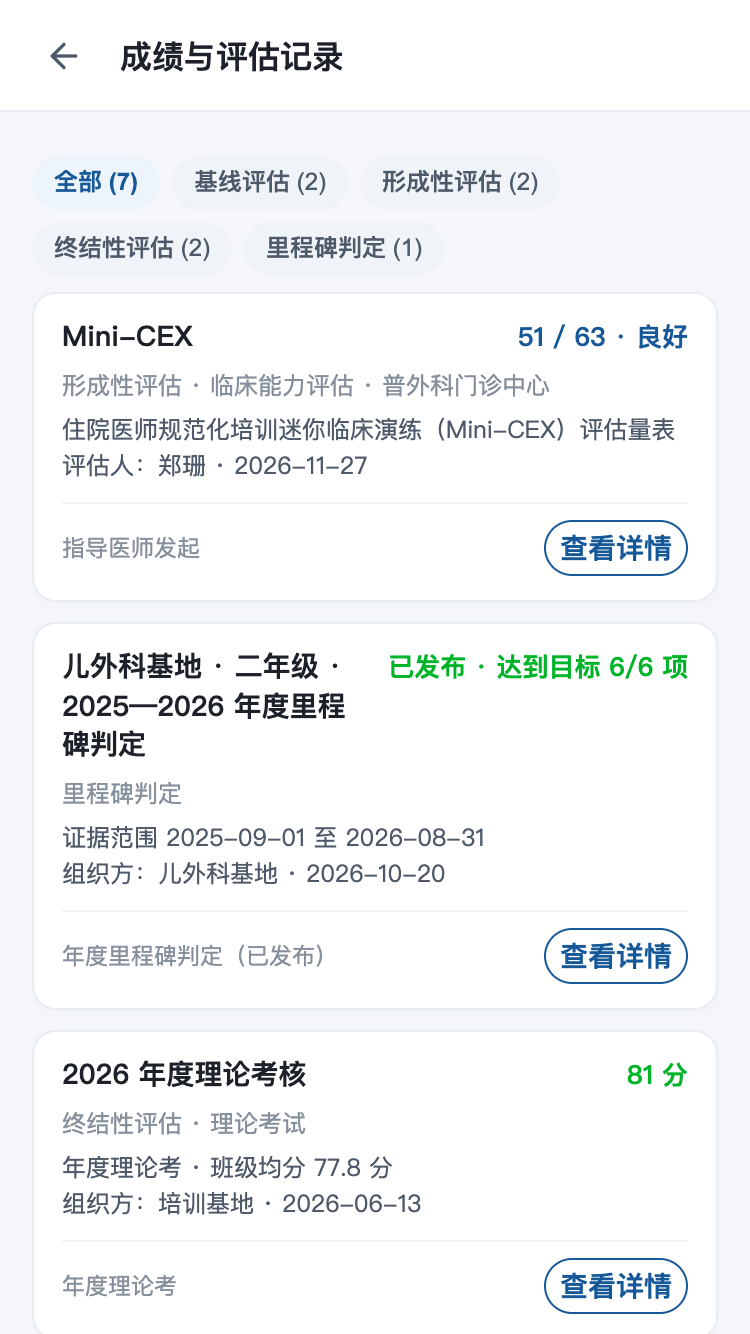 成绩与评估记录
全部 (7)
基线评估 (2)
形成性评估 (2)
终结性评估 (2)
里程碑判定 (1)
Mini-CEX
51 / 63 · 良好
形成性评估 · 临床能力评估 · 普外科门诊中心
住院医师规范化培训迷你临床演练（Mini-CEX）评估量表
评估人：郑珊 · 2026-11-27
指导医师发起
查看详情
儿外科基地 · 二年级 ·
2025—2026 年度里程
碑判定
已发布 · 达到目标 6/6 项
里程碑判定
证据范围 2025-09-01 至 2026-08-31
组织方：儿外科基地 · 2026-10-20
年度里程碑判定（已发布）
查看详情
2026 年度理论考核
81 分
终结性评估 · 理论考试
年度理论考 · 班级均分 77.8 分
组织方：培训基地 · 2026-06-13
年度理论考
查看详情